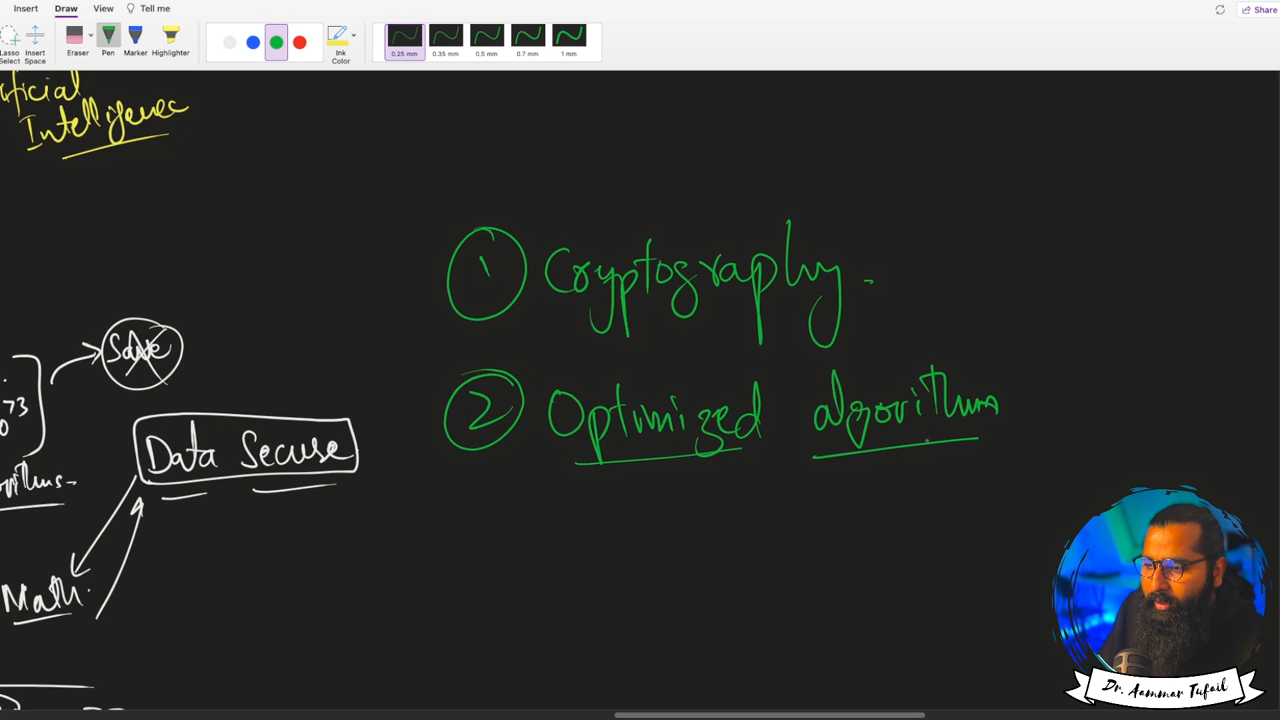 Insert Draw View Tell me
Share
Lasso Select
Insert Space
Eraser
Pen
Marker
Highlighter
Ink Color
0.25 mm
0.35 mm
0.5 mm
0.7 mm
1 mm
Intelligence
1 Cryptography.
Save
2 Optimized algorithms
73
0
Data Secure
Math.
Dr. Aammar Tufail